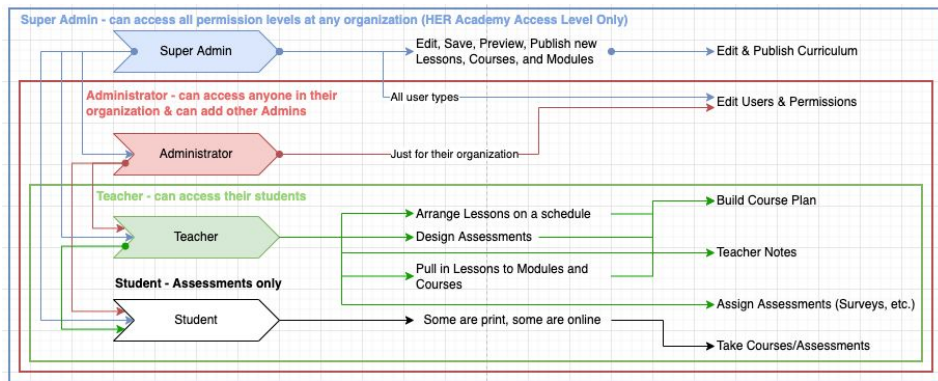 Super Admin - can access all permission levels at any organization (HER Academy Access Level Only)
Super Admin
Edit, Save, Preview, Publish new
Lessons, Courses, and Modules
Edit & Publish Curriculum
Administrator - can access anyone in their
organization & can add other Admins
All user types
Edit Users & Permissions
Administrator
Just for their organization
Teacher - can access their students
Build Course Plan
Arrange Lessons on a schedule
Teacher
Design Assessments
Teacher Notes
Pull in Lessons to Modules and
Courses
Student - Assessments only
Assign Assessments (Surveys, etc.)
Student
Some are print, some are online
Take Courses/Assessments